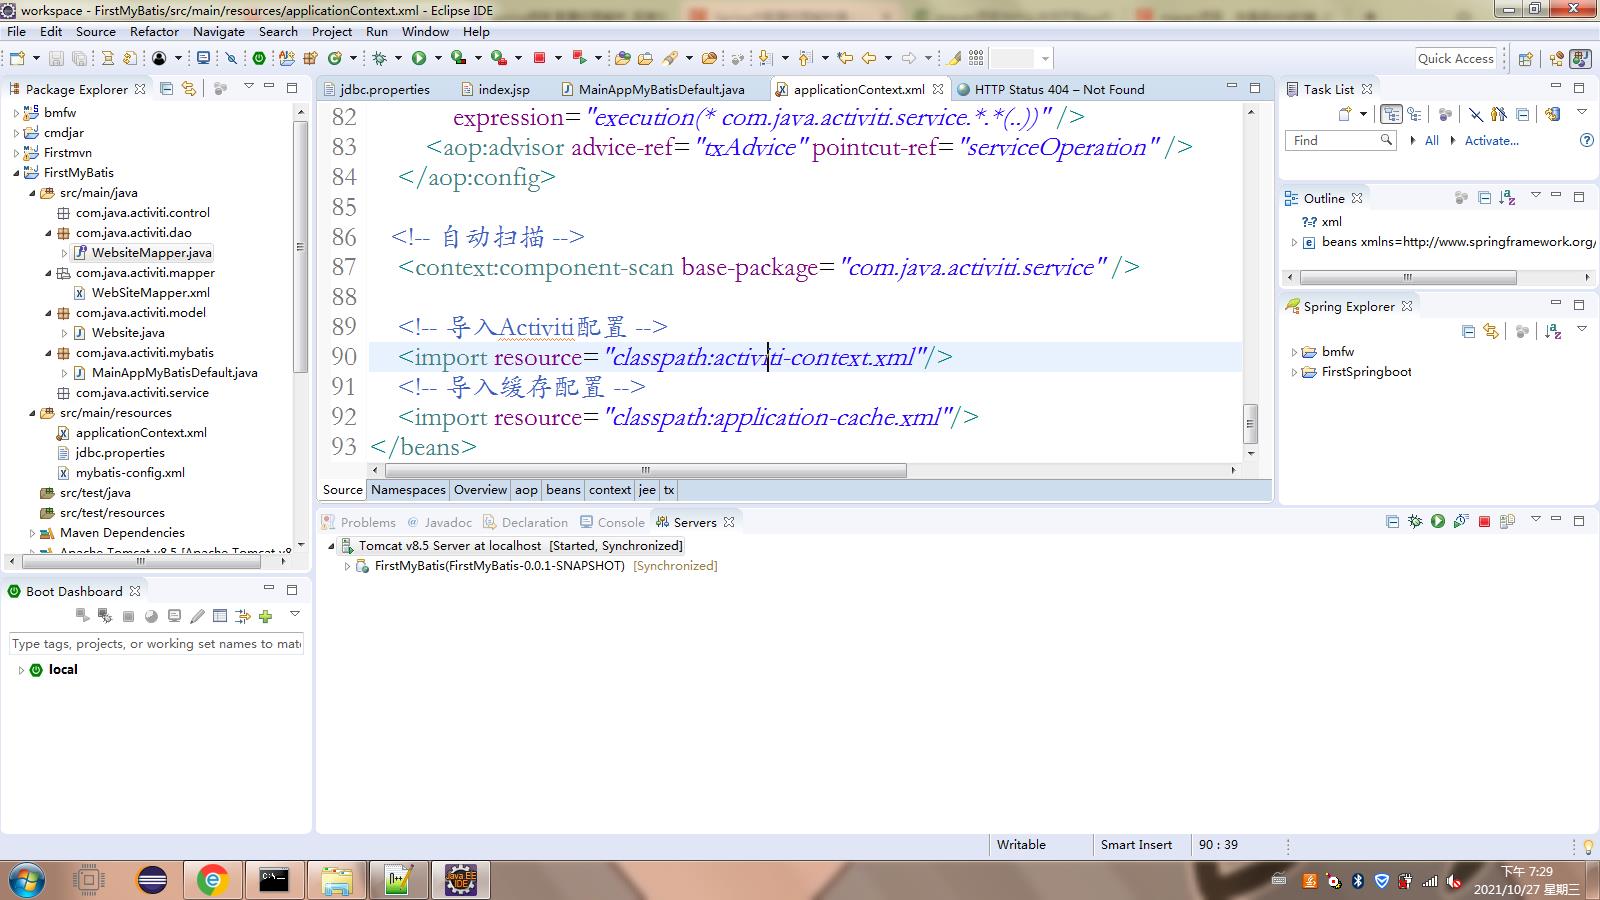 workspace - FirstMyBatis/src/main/resources/applicationContext.xml - Eclipse IDE
File Edit Source Refactor Navigate Search Project Run Window Help
Quick Access
Package Explorer
bmfw
cmdjar
Firstmvn
FirstMyBatis
src/main/java
com.java.activiti.control
com.java.activiti.dao
WebsiteMapper.java
com.java.activiti.mapper
WebSiteMapper.xml
com.java.activiti.model
Website.java
com.java.activiti.mybatis
MainAppMyBatisDefault.java
com.java.activiti.service
src/main/resources
applicationContext.xml
jdbc.properties
mybatis-config.xml
src/test/java
src/test/resources
Maven Dependencies
Apache Tomcat v8.5 [Apache Tomcat v8
Boot Dashboard
Type tags, projects, or working set names to mat
local
jdbc.properties index.jsp MainAppMyBatisDefault.java applicationContext.xml HTTP Status 404 – Not Found
82 expression="execution(* com.java.activiti.service.*.*(..))" />
83 <aop:advisor advice-ref="txAdvice" pointcut-ref="serviceOperation" />
84 </aop:config>
85
86 <!-- 自动扫描 -->
87 <context:component-scan base-package="com.java.activiti.service" />
88
89 <!-- 导入Activiti配置 -->
90 <import resource="classpath:activiti-context.xml"/>
91 <!-- 导入缓存配置 -->
92 <import resource="classpath:application-cache.xml"/>
93 </beans>
Source Namespaces Overview aop beans context jee tx
Problems @ Javadoc Declaration Console Servers
Tomcat v8.5 Server at localhost [Started, Synchronized]
FirstMyBatis(FirstMyBatis-0.0.1-SNAPSHOT) [Synchronized]
Task List
Find All Activate...
Outline
xml
beans xmlns=http://www.springframework.org/
Spring Explorer
bmfw
FirstSpringboot
Writable Smart Insert 90 : 39
Java EE
IDE
下午 7:29
2021/10/27 星期三